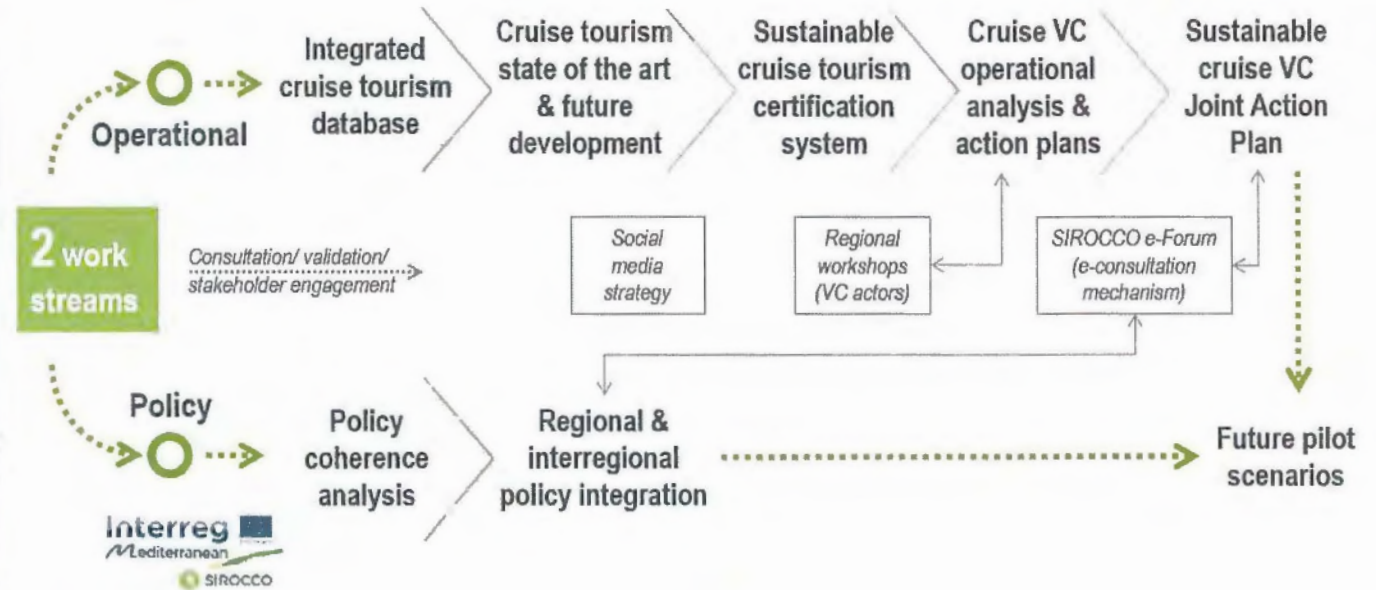 Operational
Integrated
cruise tourism
database
Cruise tourism
state of the art
& future
development
Sustainable
cruise tourism
certification
system
Cruise VC
operational
analysis &
action plans
Sustainable
cruise VC
Joint Action
Plan
2 work
streams
Consultation/ validation/
stakeholder engagement
Social
media
strategy
Regional
workshops
(VC actors)
SIROCCO e-Forum
(e-consultation
mechanism)
Policy
Policy
coherence
analysis
Regional &
interregional
policy integration
Future pilot
scenarios
Interreg
Mediterranean
SIROCCO